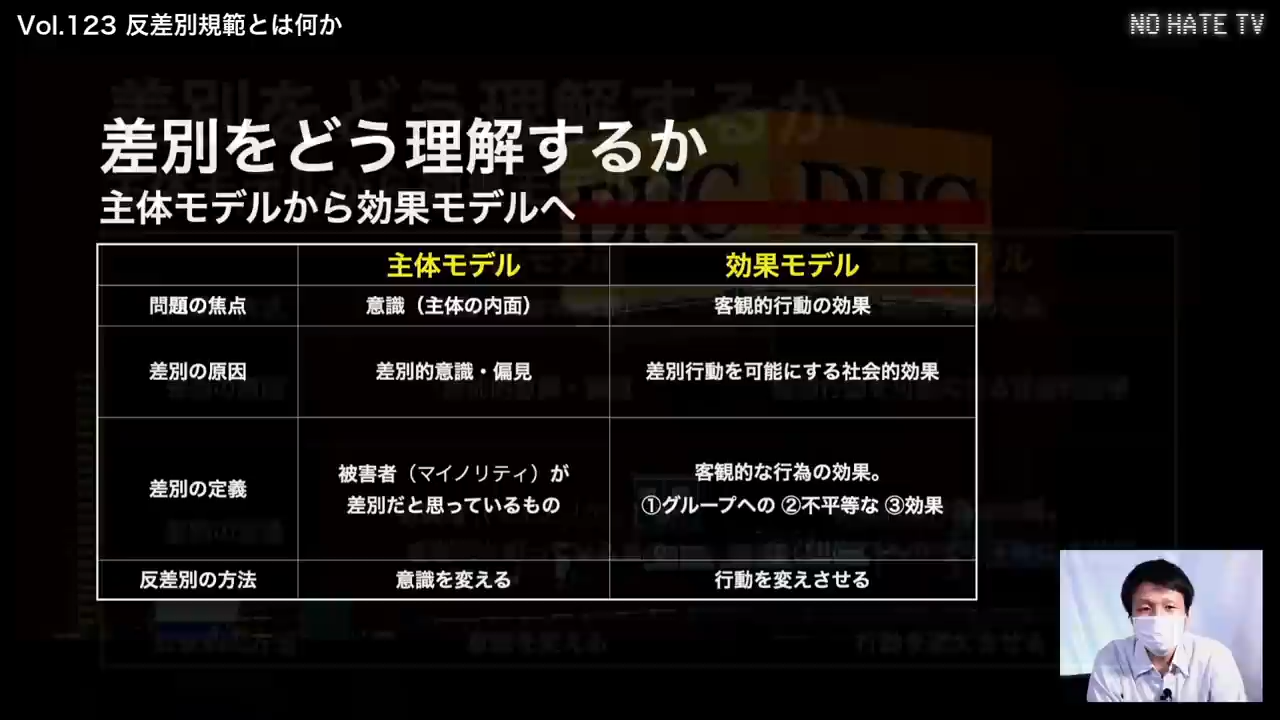 Vol.123 反差別規範とは何か
NO HATE TV
差別をどう理解するか
主体モデルから効果モデルへ
主体モデル
効果モデル
問題の焦点
意識（主体の内面）
客観的行動の効果
差別の原因
差別的意識・偏見
差別行動を可能にする社会的効果
差別の定義
被害者（マイノリティ）が
差別だと思っているもの
客観的な行為の効果。
①グループへの ②不平等な ③効果
反差別の方法
意識を変える
行動を変えさせる
DHC
DHC